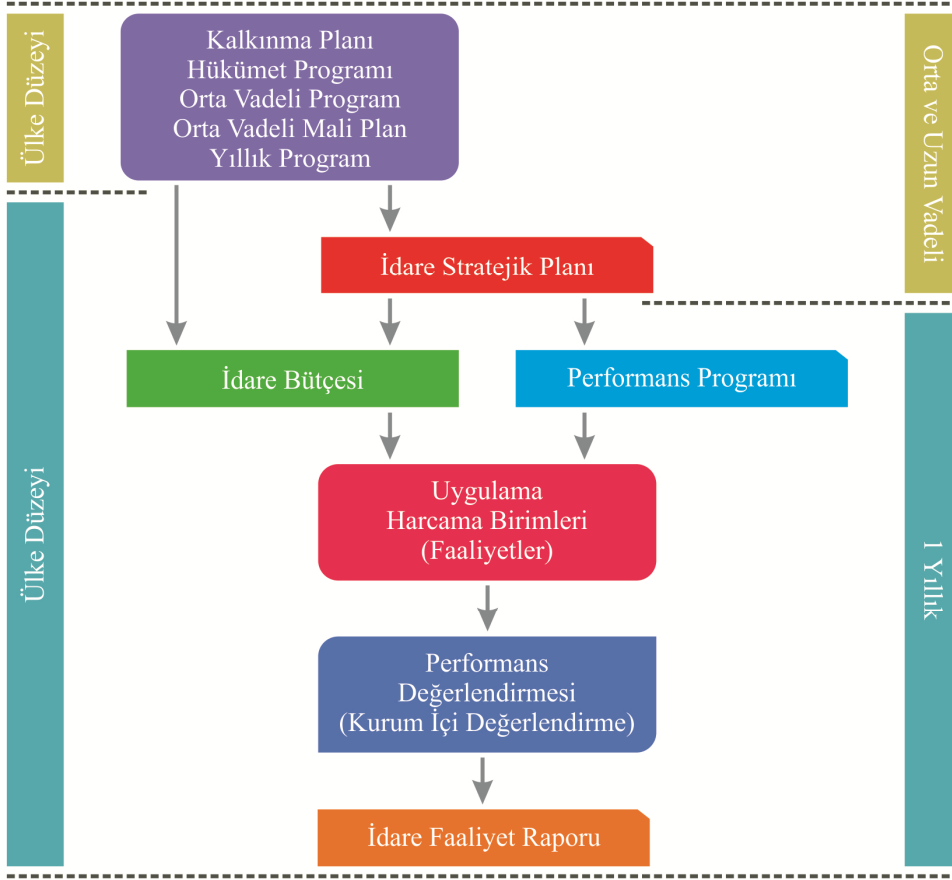 Ülke Düzeyi
Kalkınma Planı
Hükümet Programı
Orta Vadeli Program
Orta Vadeli Mali Plan
Yıllık Program
Orta ve Uzun Vadeli
Ülke Düzeyi
İdare Stratejik Planı
İdare Bütçesi
Performans Programı
Uygulama
Harcama Birimleri
(Faaliyetler)
1 Yıllık
Performans
Değerlendirmesi
(Kurum İçi Değerlendirme)
İdare Faaliyet Raporu